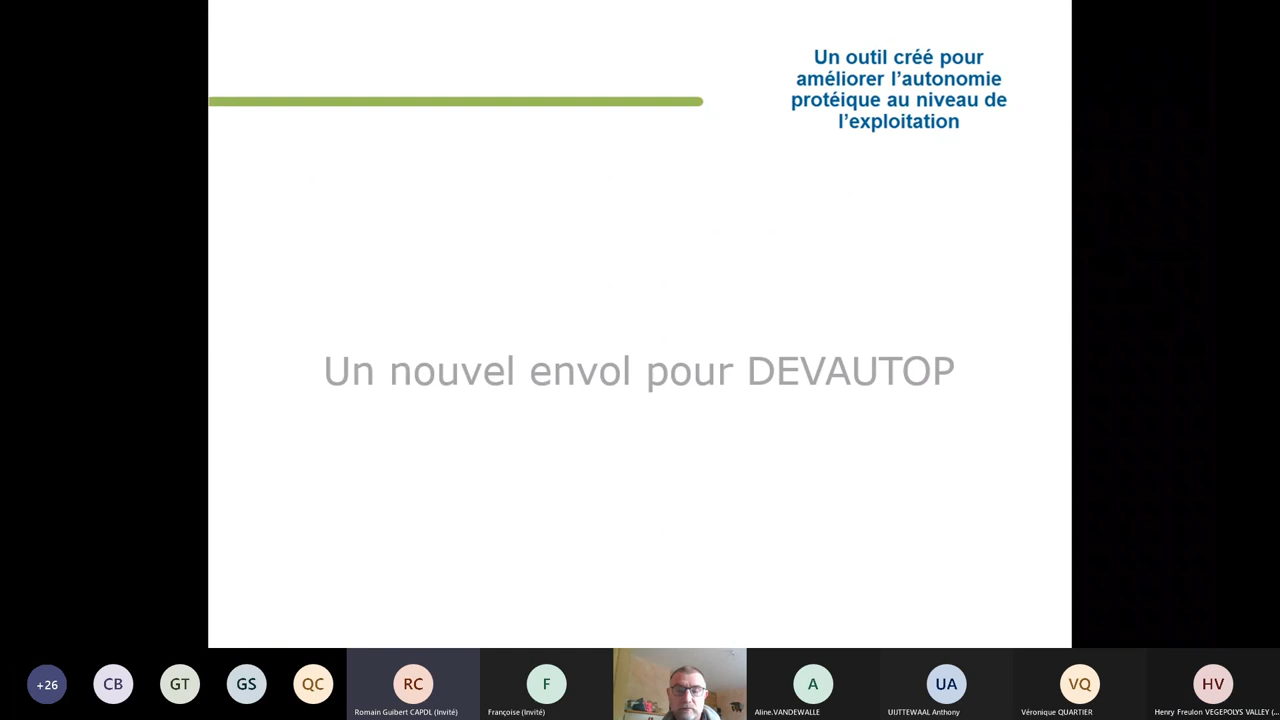 Un outil créé pour
améliorer l'autonomie
protéique au niveau de
l'exploitation
Un nouvel envol pour DEVAUTOP
+26
CB
GT
GS
QC
RC
F
A
UA
VQ
HV
Romain Guibert CAPDL (Invité)
Françoise (Invité)
Aline.VANDEWALLE
UIJTTEWAAL Anthony
Véronique QUARTIER
Henry Freulon VEGEPOLYS VALLEY (...